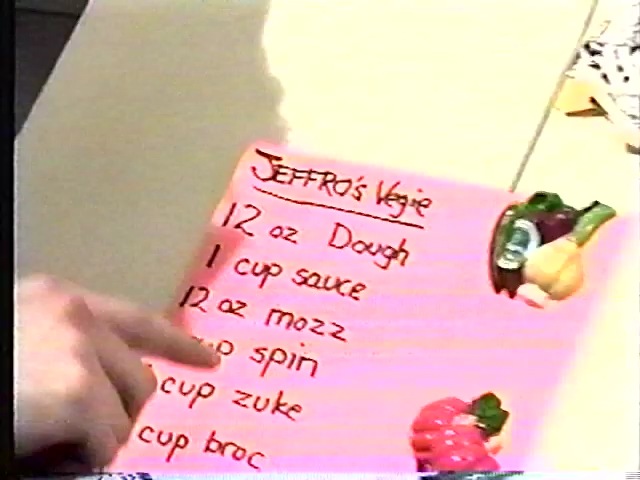 JEFFRO's Vegie
12 oz Dough
1 cup sauce
12 oz mozz
spin
cup zuke
cup broc